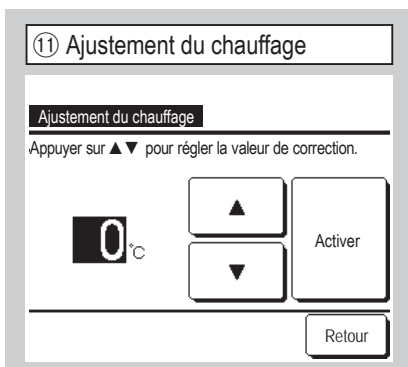 ⑪ Ajustement du chauffage
Ajustement du chauffage
Appuyer sur ▲▼ pour régler la valeur de correction.
▲
0°C
Activer
▼
Retour